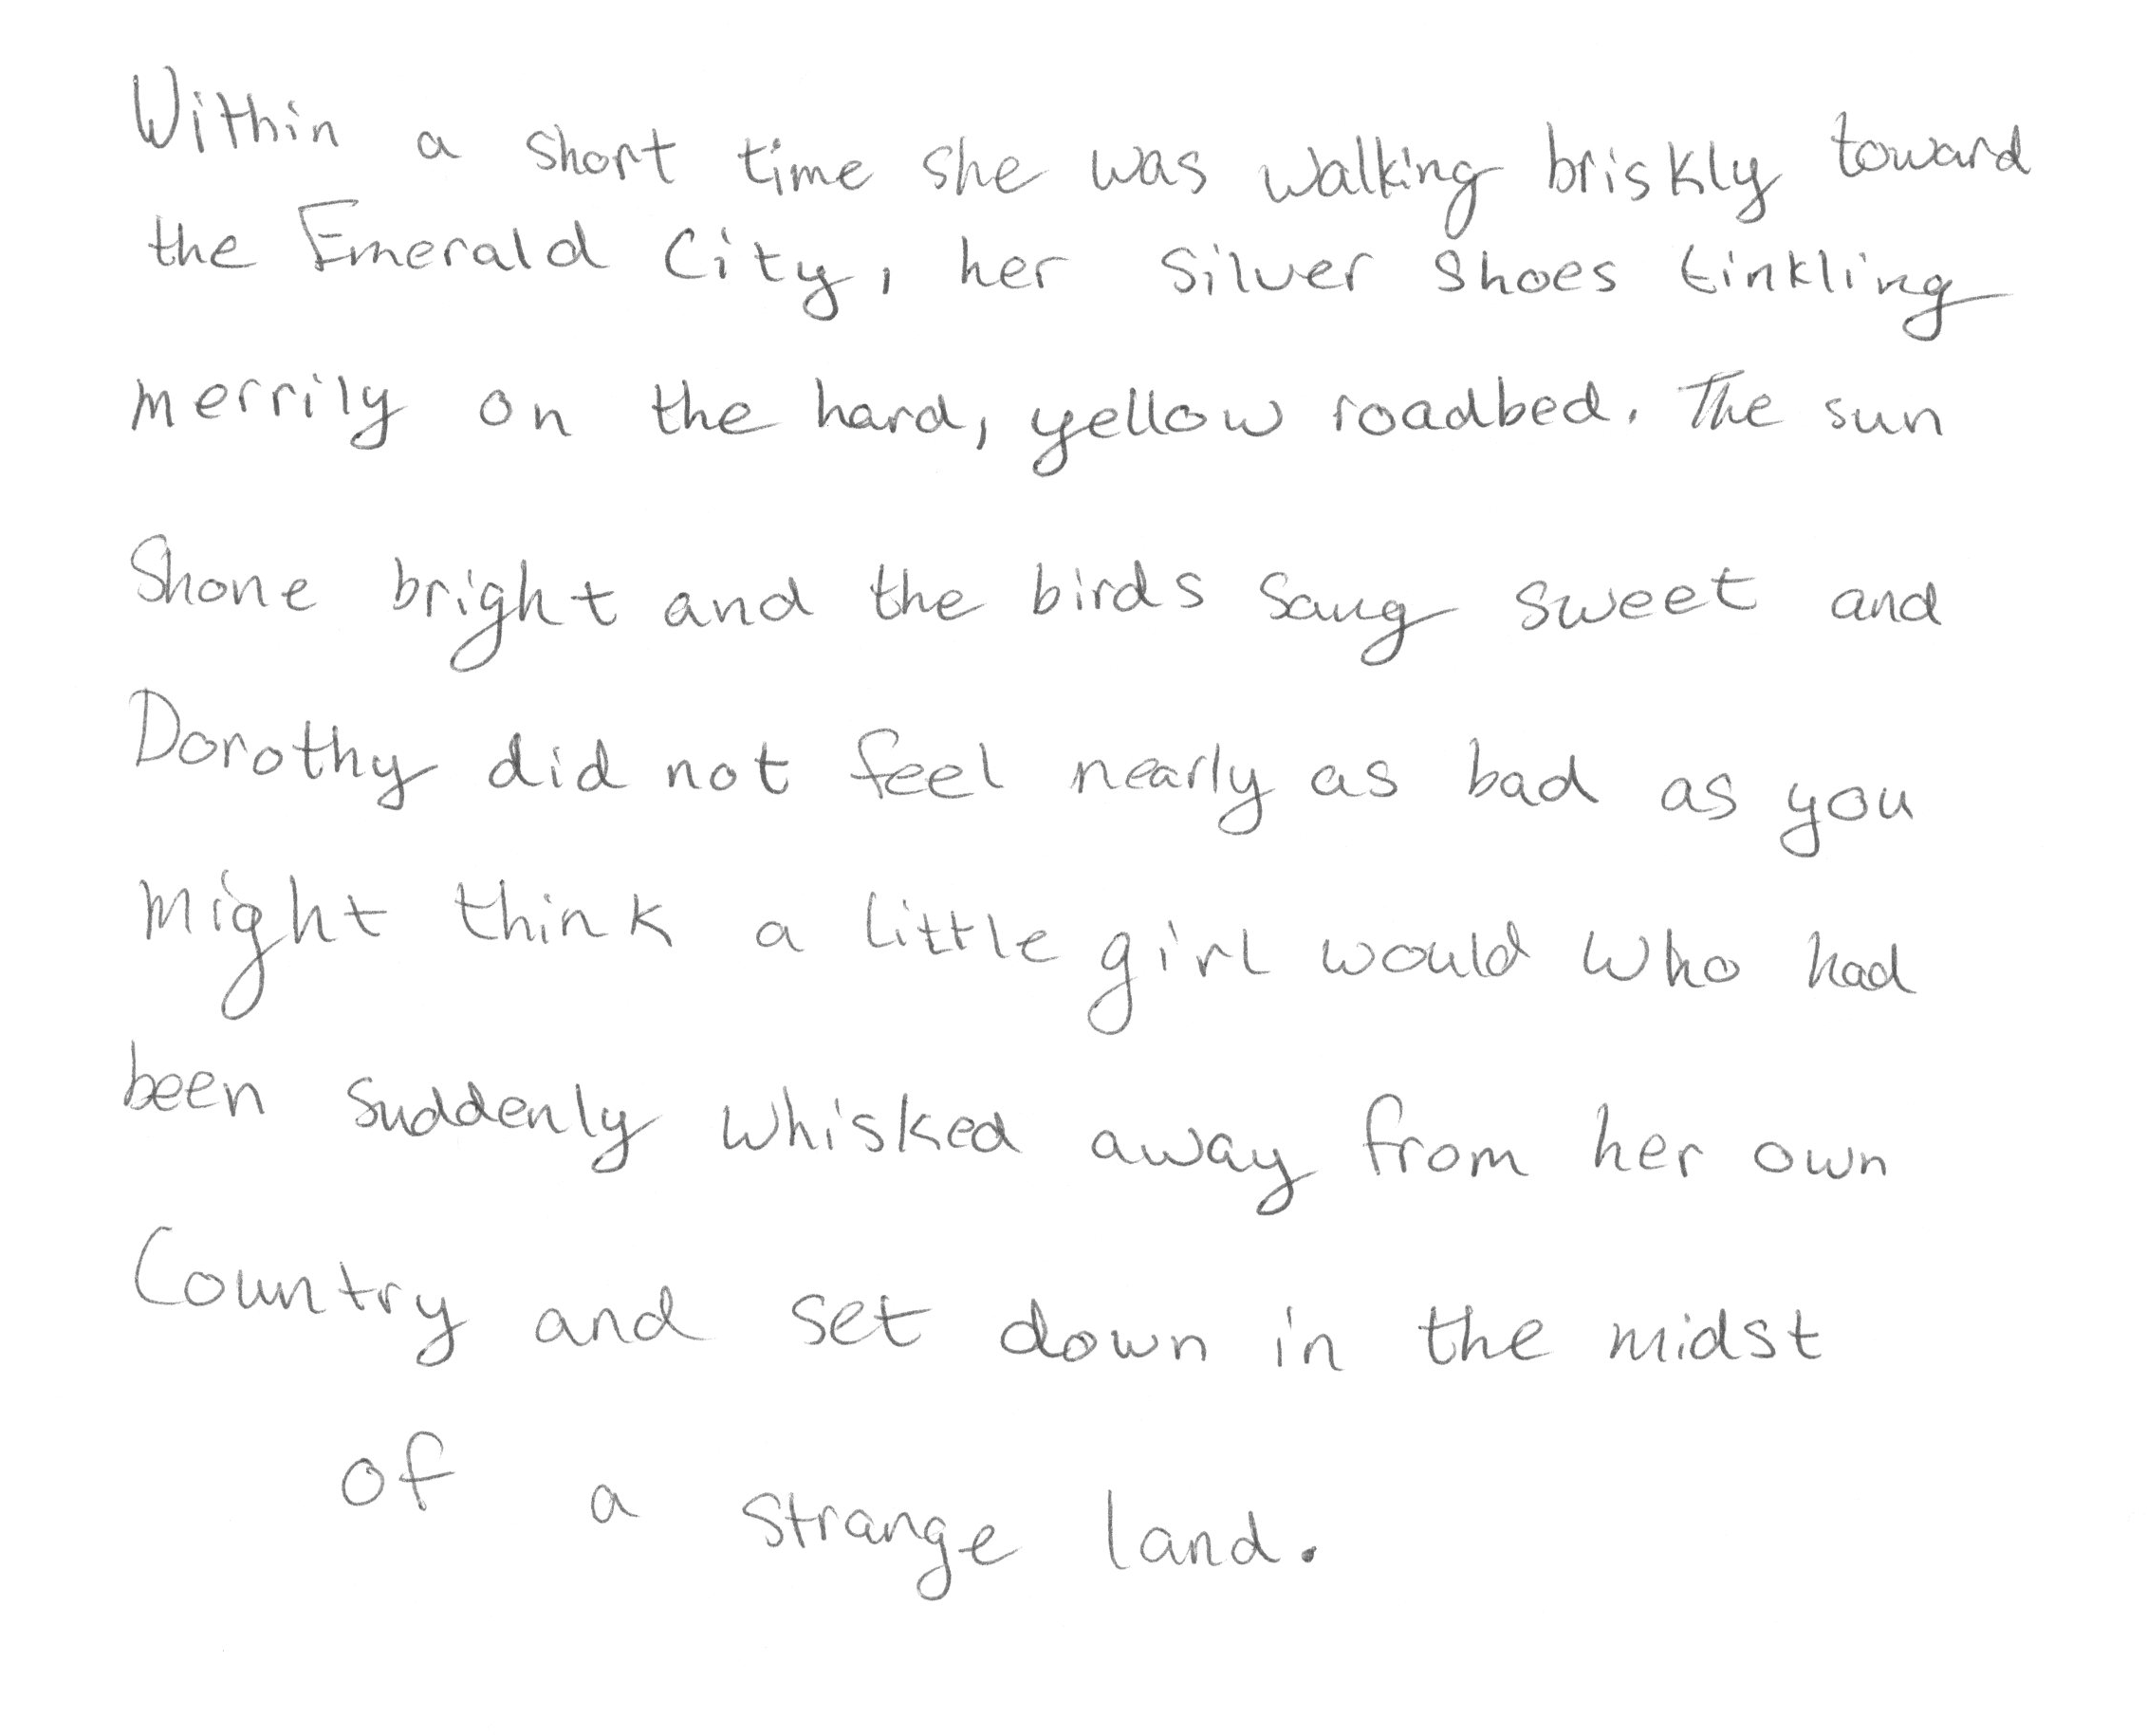 Within a short time she was walking briskly toward
the Emerald City, her Silver Shoes tinkling
merrily on the hard, yellow roadbed. The sun
Shone bright and the birds sang sweet and
Dorothy did not feel nearly as bad as you
Might think a little girl would who had
been suddenly whisked away from her own
Country and set down in the midst
of a strange land.